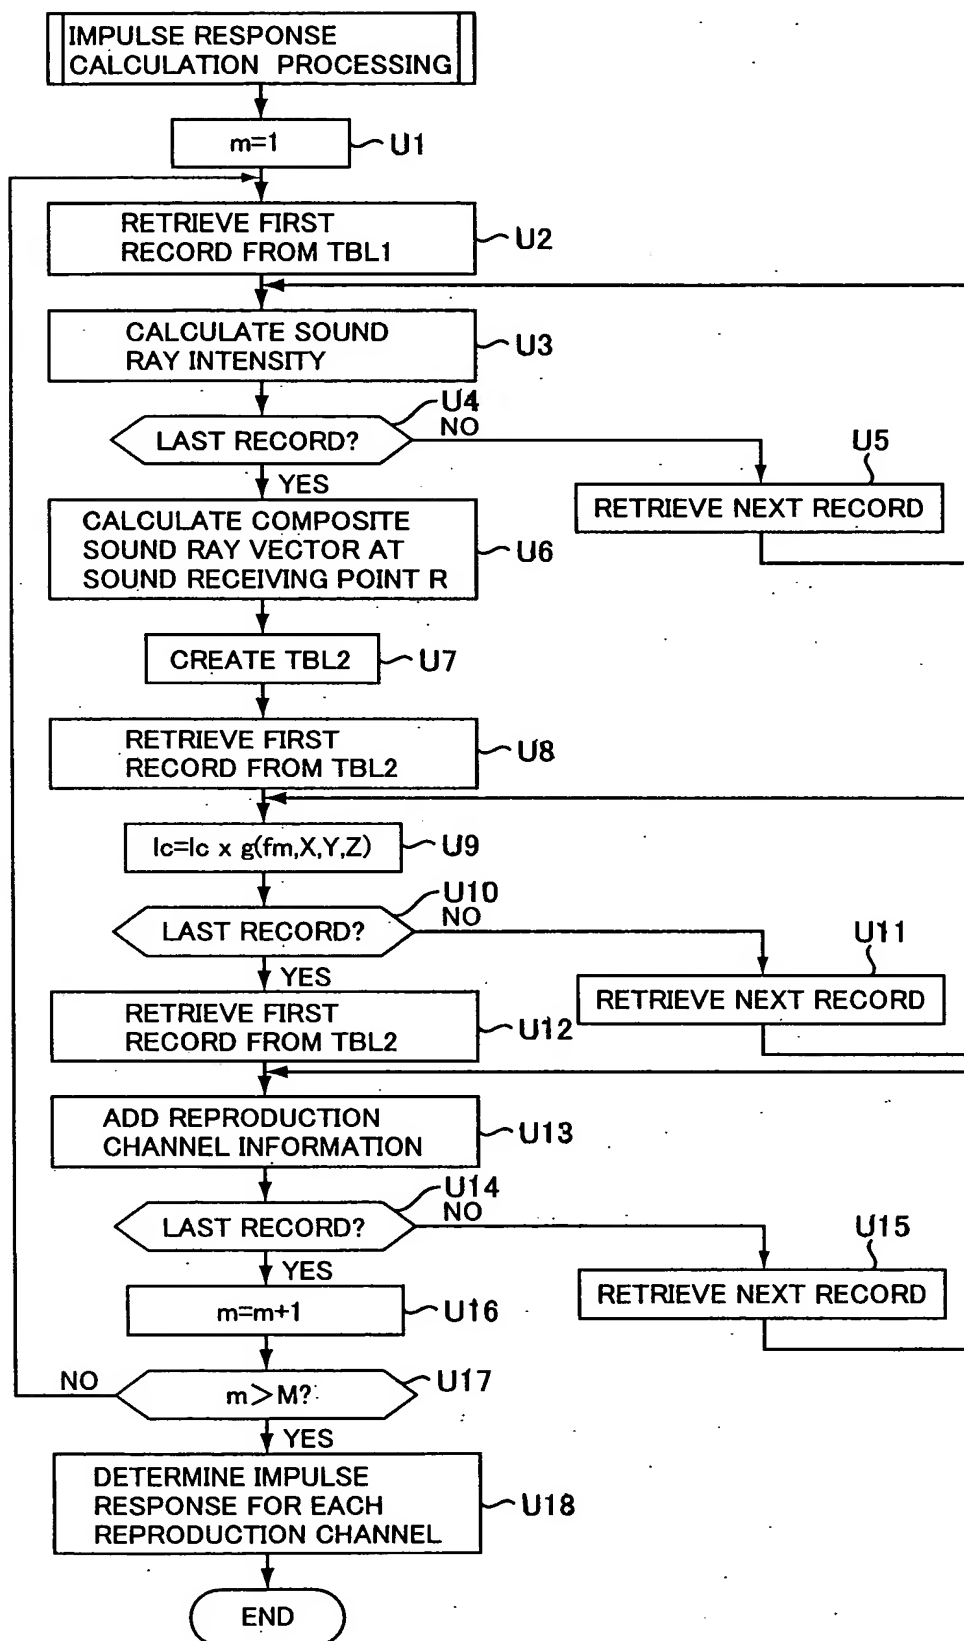 IMPULSE RESPONSE
CALCULATION PROCESSING
m=1
U1
RETRIEVE FIRST
RECORD FROM TBL1
U2
CALCULATE SOUND
RAY INTENSITY
U3
U4
LAST RECORD?
NO
YES
U5
RETRIEVE NEXT RECORD
CALCULATE COMPOSITE
SOUND RAY VECTOR AT
SOUND RECEIVING POINT R
U6
CREATE TBL2
U7
RETRIEVE FIRST
RECORD FROM TBL2
U8
Ic=Ic x g(fm,X,Y,Z)
U9
U10
LAST RECORD?
NO
YES
U11
RETRIEVE NEXT RECORD
RETRIEVE FIRST
RECORD FROM TBL2
U12
ADD REPRODUCTION
CHANNEL INFORMATION
U13
U14
LAST RECORD?
NO
YES
U15
RETRIEVE NEXT RECORD
m=m+1
U16
NO
m>M?
U17
YES
DETERMINE IMPULSE
RESPONSE FOR EACH
REPRODUCTION CHANNEL
U18
END